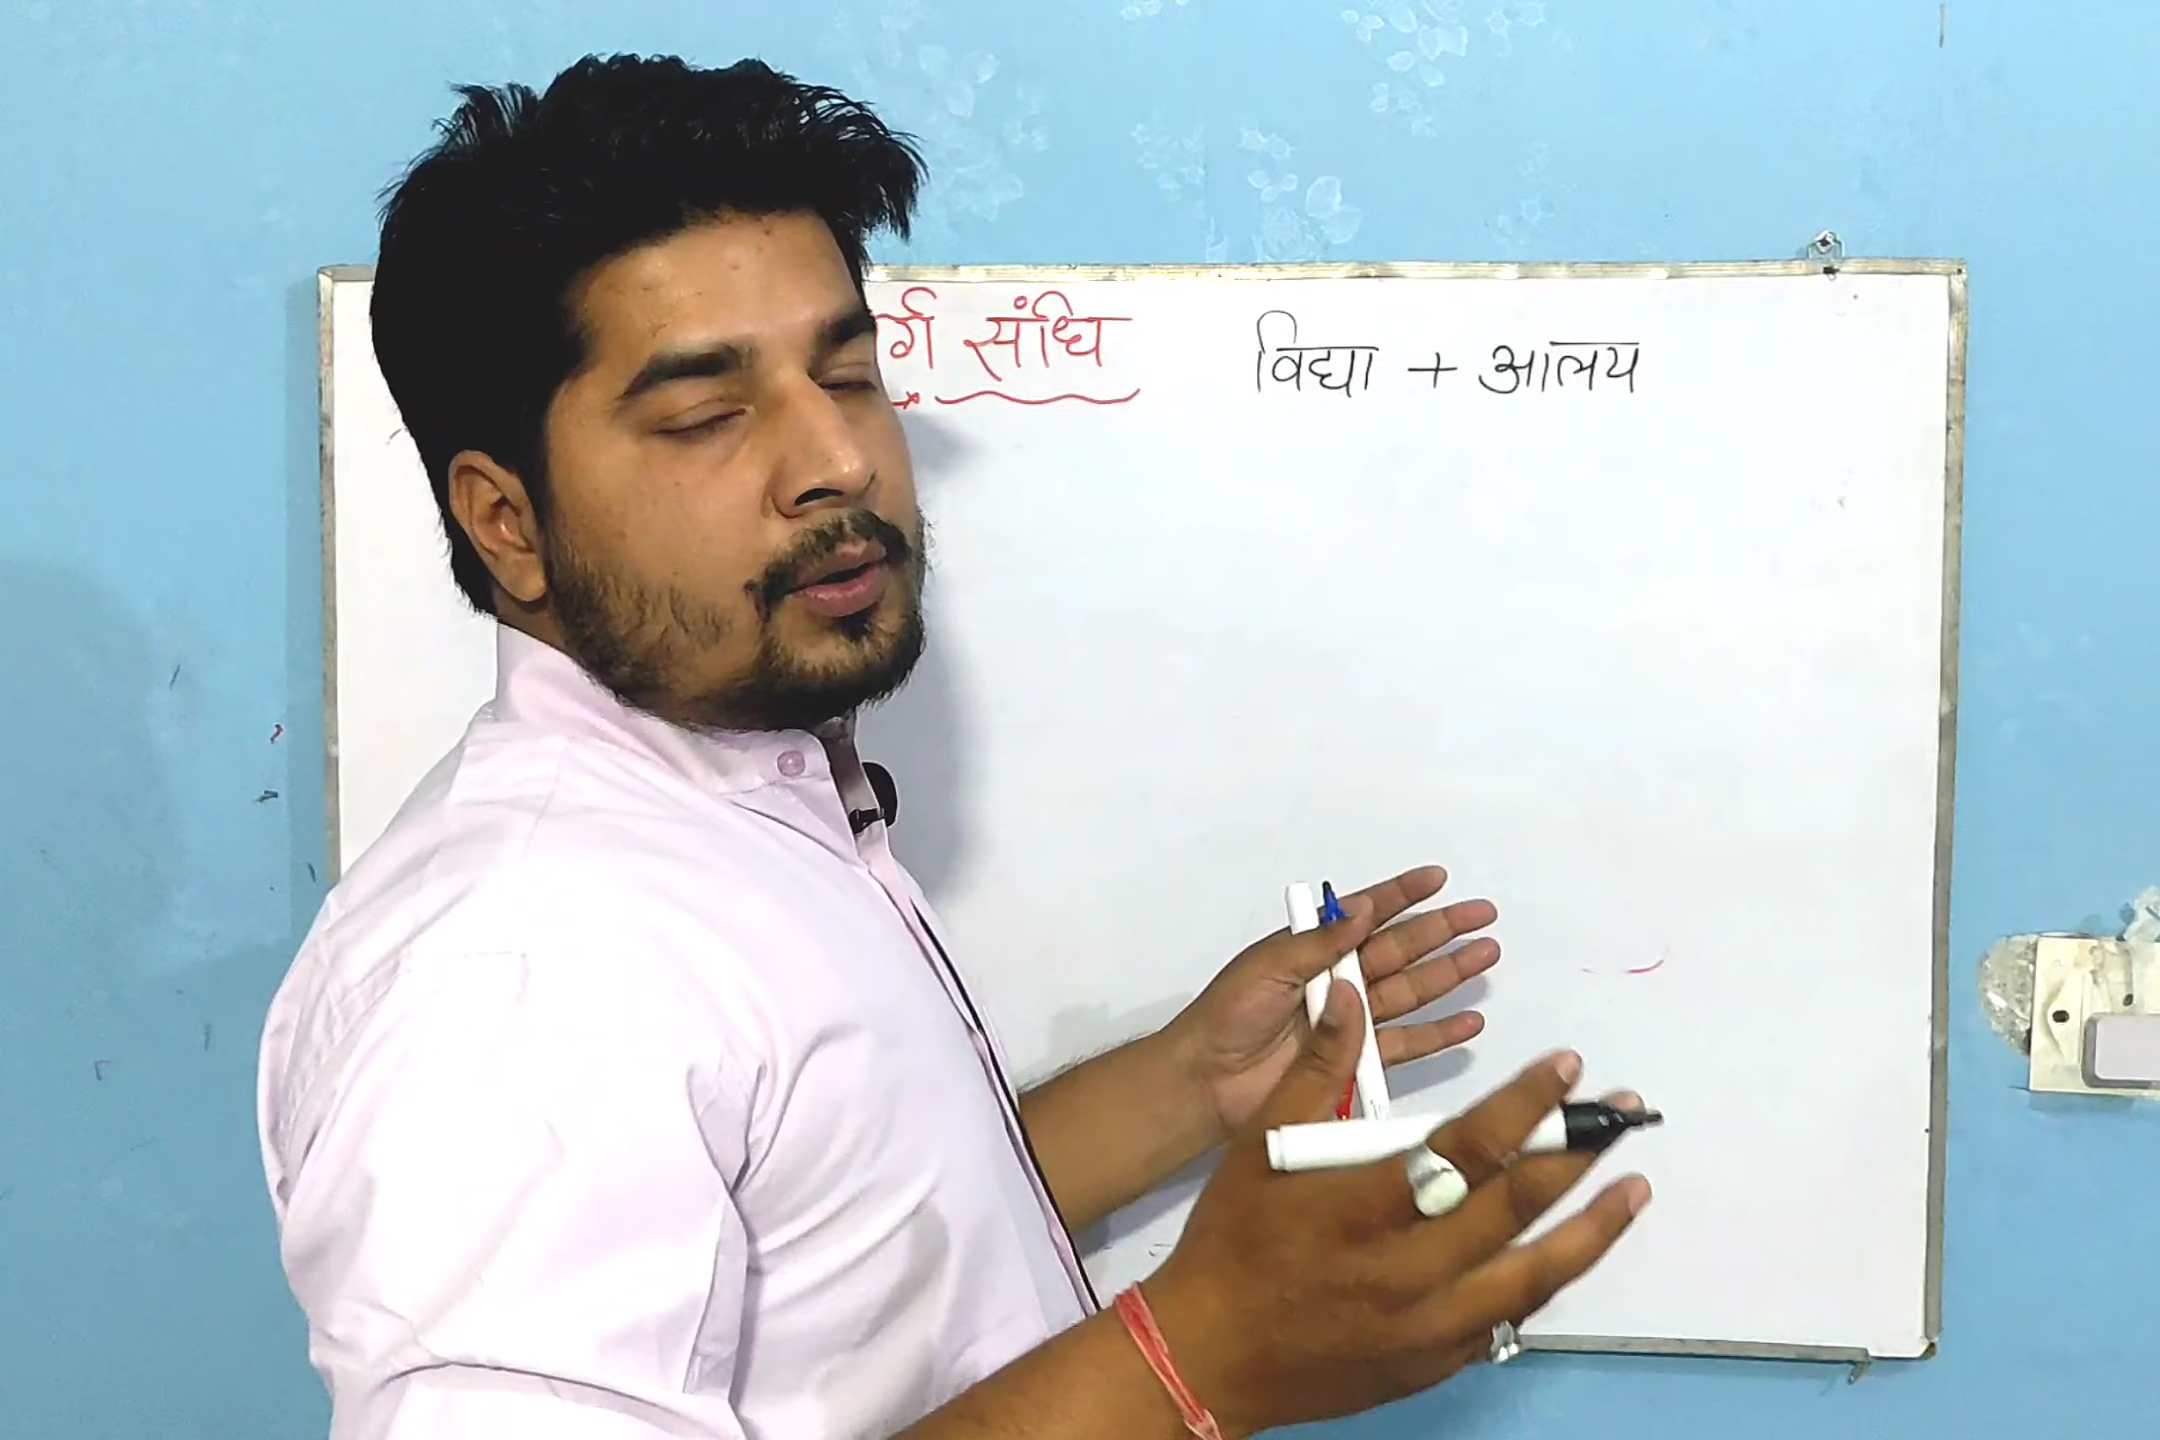 र्ग संधि
विद्या + आलय